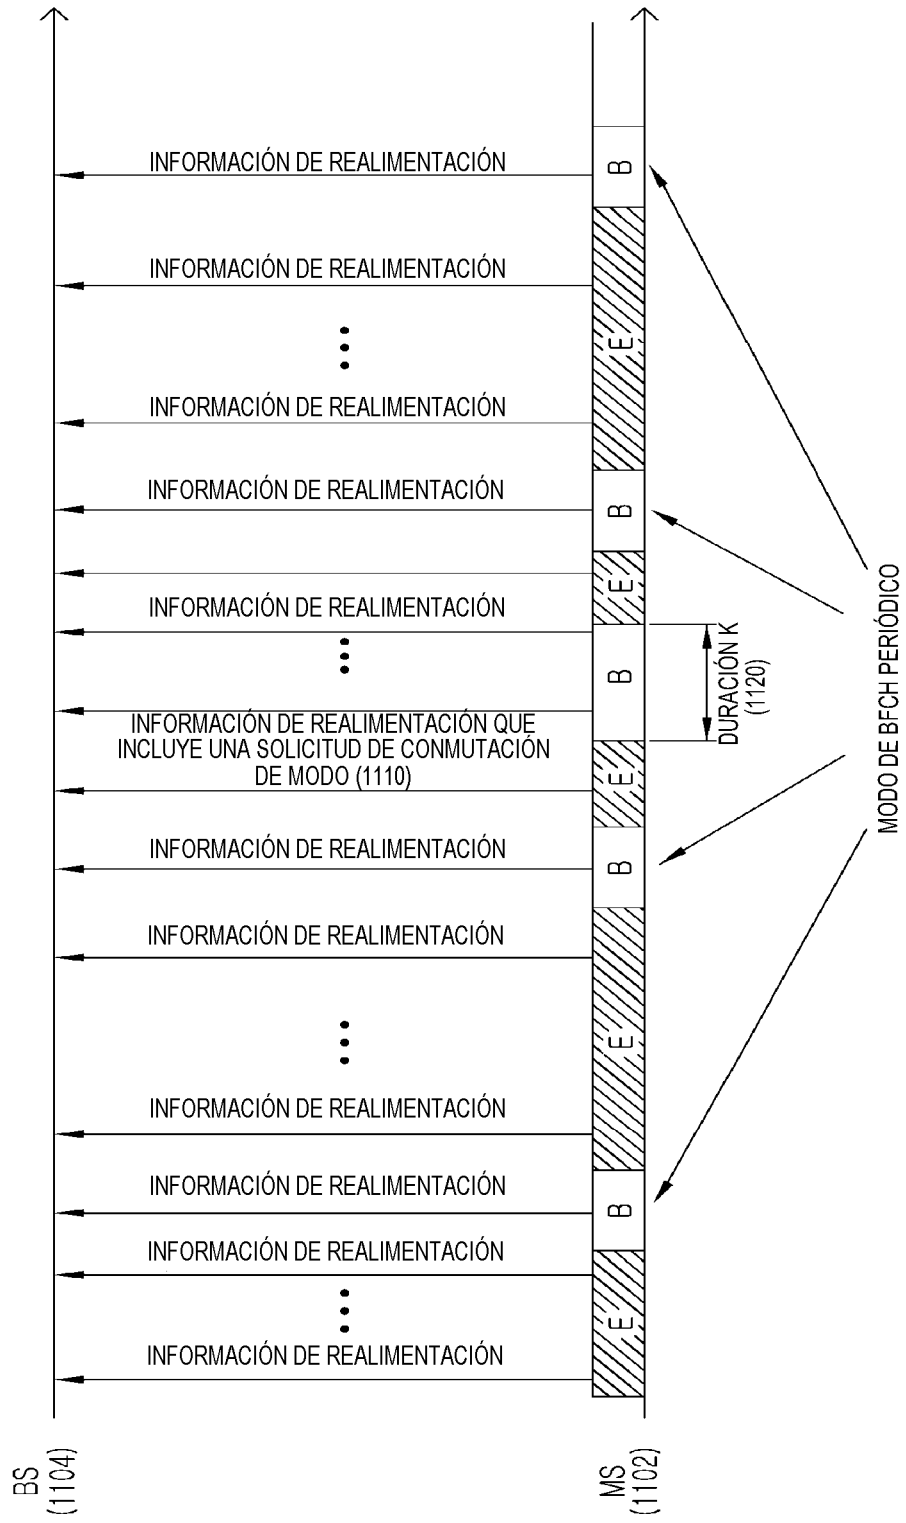 INFORMACIÓN DE REALIMENTACIÓN
B
INFORMACIÓN DE REALIMENTACIÓN
E
INFORMACIÓN DE REALIMENTACIÓN
INFORMACIÓN DE REALIMENTACIÓN
B
E
INFORMACIÓN DE REALIMENTACIÓN
B
DURACIÓN K
(1120)
MODO DE BFCH PERIÓDICO
INFORMACIÓN DE REALIMENTACIÓN QUE
INCLUYE UNA SOLICITUD DE CONMUTACIÓN
DE MODO (1110)
E
INFORMACIÓN DE REALIMENTACIÓN
B
INFORMACIÓN DE REALIMENTACIÓN
E
INFORMACIÓN DE REALIMENTACIÓN
INFORMACIÓN DE REALIMENTACIÓN
B
INFORMACIÓN DE REALIMENTACIÓN
E
INFORMACIÓN DE REALIMENTACIÓN
BS
(1104)
MS
(1102)